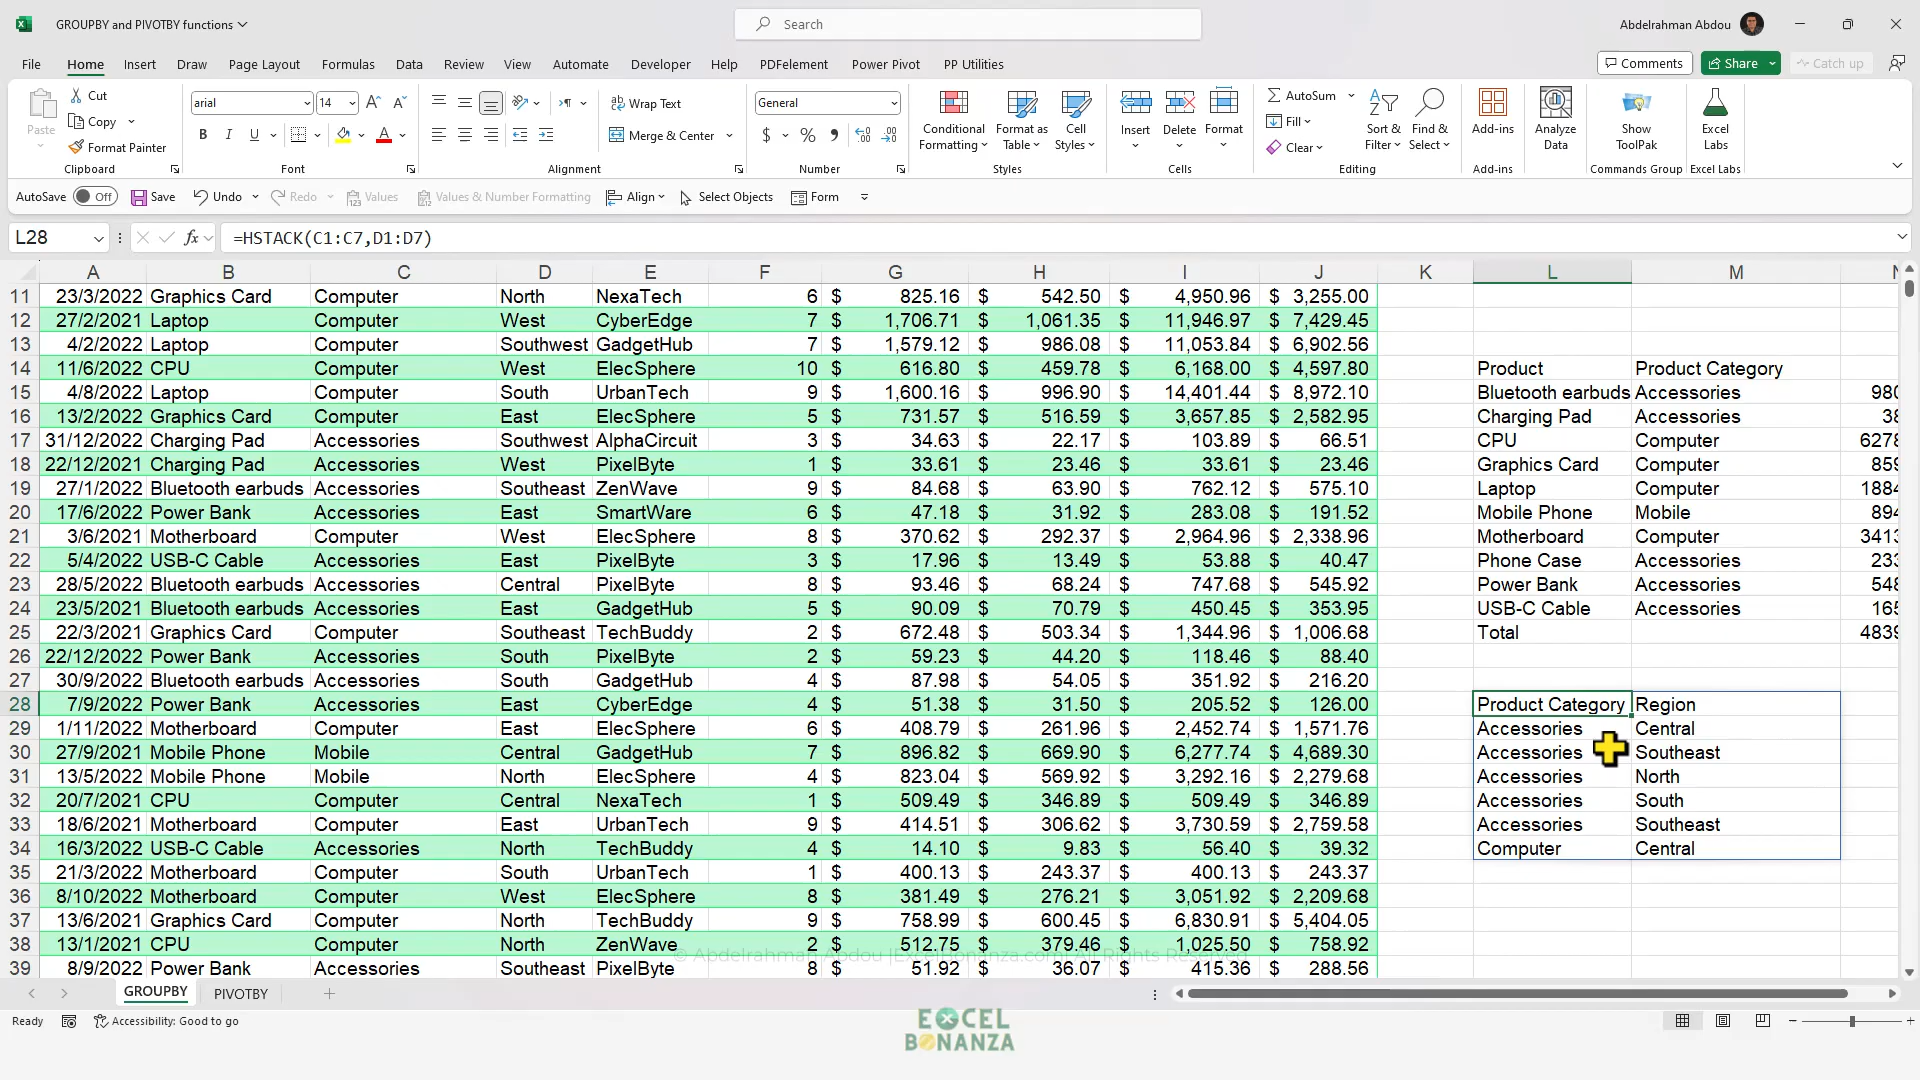 GROUPBY and PIVOTBY functions
Search
Abdelrahman Abdou
File Home Insert Draw Page Layout Formulas Data Review View Automate Developer Help PDFelement Power Pivot PP Utilities
Comments Share Catch up
Paste Cut Copy Format Painter
arial 14
Wrap Text
Merge & Center
General
Conditional Formatting Format as Table Cell Styles
Insert Delete Format
AutoSum Fill Clear
Sort & Filter Find & Select
Add-ins Analyze Data Show ToolPak Excel Labs
Clipboard Font Alignment Number Styles Cells Editing Add-ins Commands Group Excel Labs
AutoSave Off Save Undo Redo Values Values & Number Formatting Align Select Objects Form
L28 fx =HSTACK(C1:C7,D1:D7)
A B C D E F G H I J K L M
11 23/3/2022 Graphics Card Computer North NexaTech 6 $ 825.16 $ 542.50 $ 4,950.96 $ 3,255.00
12 27/2/2021 Laptop Computer West CyberEdge 7 $ 1,706.71 $ 1,061.35 $ 11,946.97 $ 7,429.45
13 4/2/2022 Laptop Computer Southwest GadgetHub 7 $ 1,579.12 $ 986.08 $ 11,053.84 $ 6,902.56
14 11/6/2022 CPU Computer West ElecSphere 10 $ 616.80 $ 459.78 $ 6,168.00 $ 4,597.80 Product Product Category
15 4/8/2022 Laptop Computer South UrbanTech 9 $ 1,600.16 $ 996.90 $ 14,401.44 $ 8,972.10 Bluetooth earbuds Accessories 980
16 13/2/2022 Graphics Card Computer East ElecSphere 5 $ 731.57 $ 516.59 $ 3,657.85 $ 2,582.95 Charging Pad Accessories 38
17 31/12/2022 Charging Pad Accessories Southwest AlphaCircuit 3 $ 34.63 $ 22.17 $ 103.89 $ 66.51 CPU Computer 6278
18 22/12/2021 Charging Pad Accessories West PixelByte 1 $ 33.61 $ 23.46 $ 33.61 $ 23.46 Graphics Card Computer 859
19 27/1/2022 Bluetooth earbuds Accessories Southeast ZenWave 9 $ 84.68 $ 63.90 $ 762.12 $ 575.10 Laptop Computer 1884
20 17/6/2022 Power Bank Accessories East SmartWare 6 $ 47.18 $ 31.92 $ 283.08 $ 191.52 Mobile Phone Mobile 894
21 3/6/2021 Motherboard Computer West ElecSphere 8 $ 370.62 $ 292.37 $ 2,964.96 $ 2,338.96 Motherboard Computer 3413
22 5/4/2022 USB-C Cable Accessories East PixelByte 3 $ 17.96 $ 13.49 $ 53.88 $ 40.47 Phone Case Accessories 233
23 28/5/2022 Bluetooth earbuds Accessories Central PixelByte 8 $ 93.46 $ 68.24 $ 747.68 $ 545.92 Power Bank Accessories 548
24 23/5/2021 Bluetooth earbuds Accessories East GadgetHub 5 $ 90.09 $ 70.79 $ 450.45 $ 353.95 USB-C Cable Accessories 165
25 22/3/2021 Graphics Card Computer Southeast TechBuddy 2 $ 672.48 $ 503.34 $ 1,344.96 $ 1,006.68 Total 4839
26 22/12/2022 Power Bank Accessories South PixelByte 2 $ 59.23 $ 44.20 $ 118.46 $ 88.40
27 30/9/2022 Bluetooth earbuds Accessories South GadgetHub 4 $ 87.98 $ 54.05 $ 351.92 $ 216.20
28 7/9/2022 Power Bank Accessories East CyberEdge 4 $ 51.38 $ 31.50 $ 205.52 $ 126.00 Product Category Region
29 1/11/2022 Motherboard Computer East ElecSphere 6 $ 408.79 $ 261.96 $ 2,452.74 $ 1,571.76 Accessories Central
30 27/9/2021 Mobile Phone Mobile Central GadgetHub 7 $ 896.82 $ 669.90 $ 6,277.74 $ 4,689.30 Accessories Southeast
31 13/5/2022 Mobile Phone Mobile North ElecSphere 4 $ 823.04 $ 569.92 $ 3,292.16 $ 2,279.68 Accessories North
32 20/7/2021 CPU Computer Central NexaTech 1 $ 509.49 $ 346.89 $ 509.49 $ 346.89 Accessories South
33 18/6/2021 Motherboard Computer East UrbanTech 9 $ 414.51 $ 306.62 $ 3,730.59 $ 2,759.58 Accessories Southeast
34 16/3/2022 USB-C Cable Accessories North TechBuddy 4 $ 14.10 $ 9.83 $ 56.40 $ 39.32 Computer Central
35 21/3/2022 Motherboard Computer South UrbanTech 1 $ 400.13 $ 243.37 $ 400.13 $ 243.37
36 8/10/2022 Motherboard Computer West ElecSphere 8 $ 381.49 $ 276.21 $ 3,051.92 $ 2,209.68
37 13/6/2021 Graphics Card Computer North TechBuddy 9 $ 758.99 $ 600.45 $ 6,830.91 $ 5,404.05
38 13/1/2021 CPU Computer North ZenWave 2 $ 512.75 $ 379.46 $ 1,025.50 $ 758.92
© Abdelrahman Abdou |ExcelBonanza.com| All Rights Reserved
39 8/9/2022 Power Bank Accessories Southeast PixelByte 8 $ 51.92 $ 36.07 $ 415.36 $ 288.56
GROUPBY PIVOTBY
Ready Accessibility: Good to go
EXCEL
BONANZA